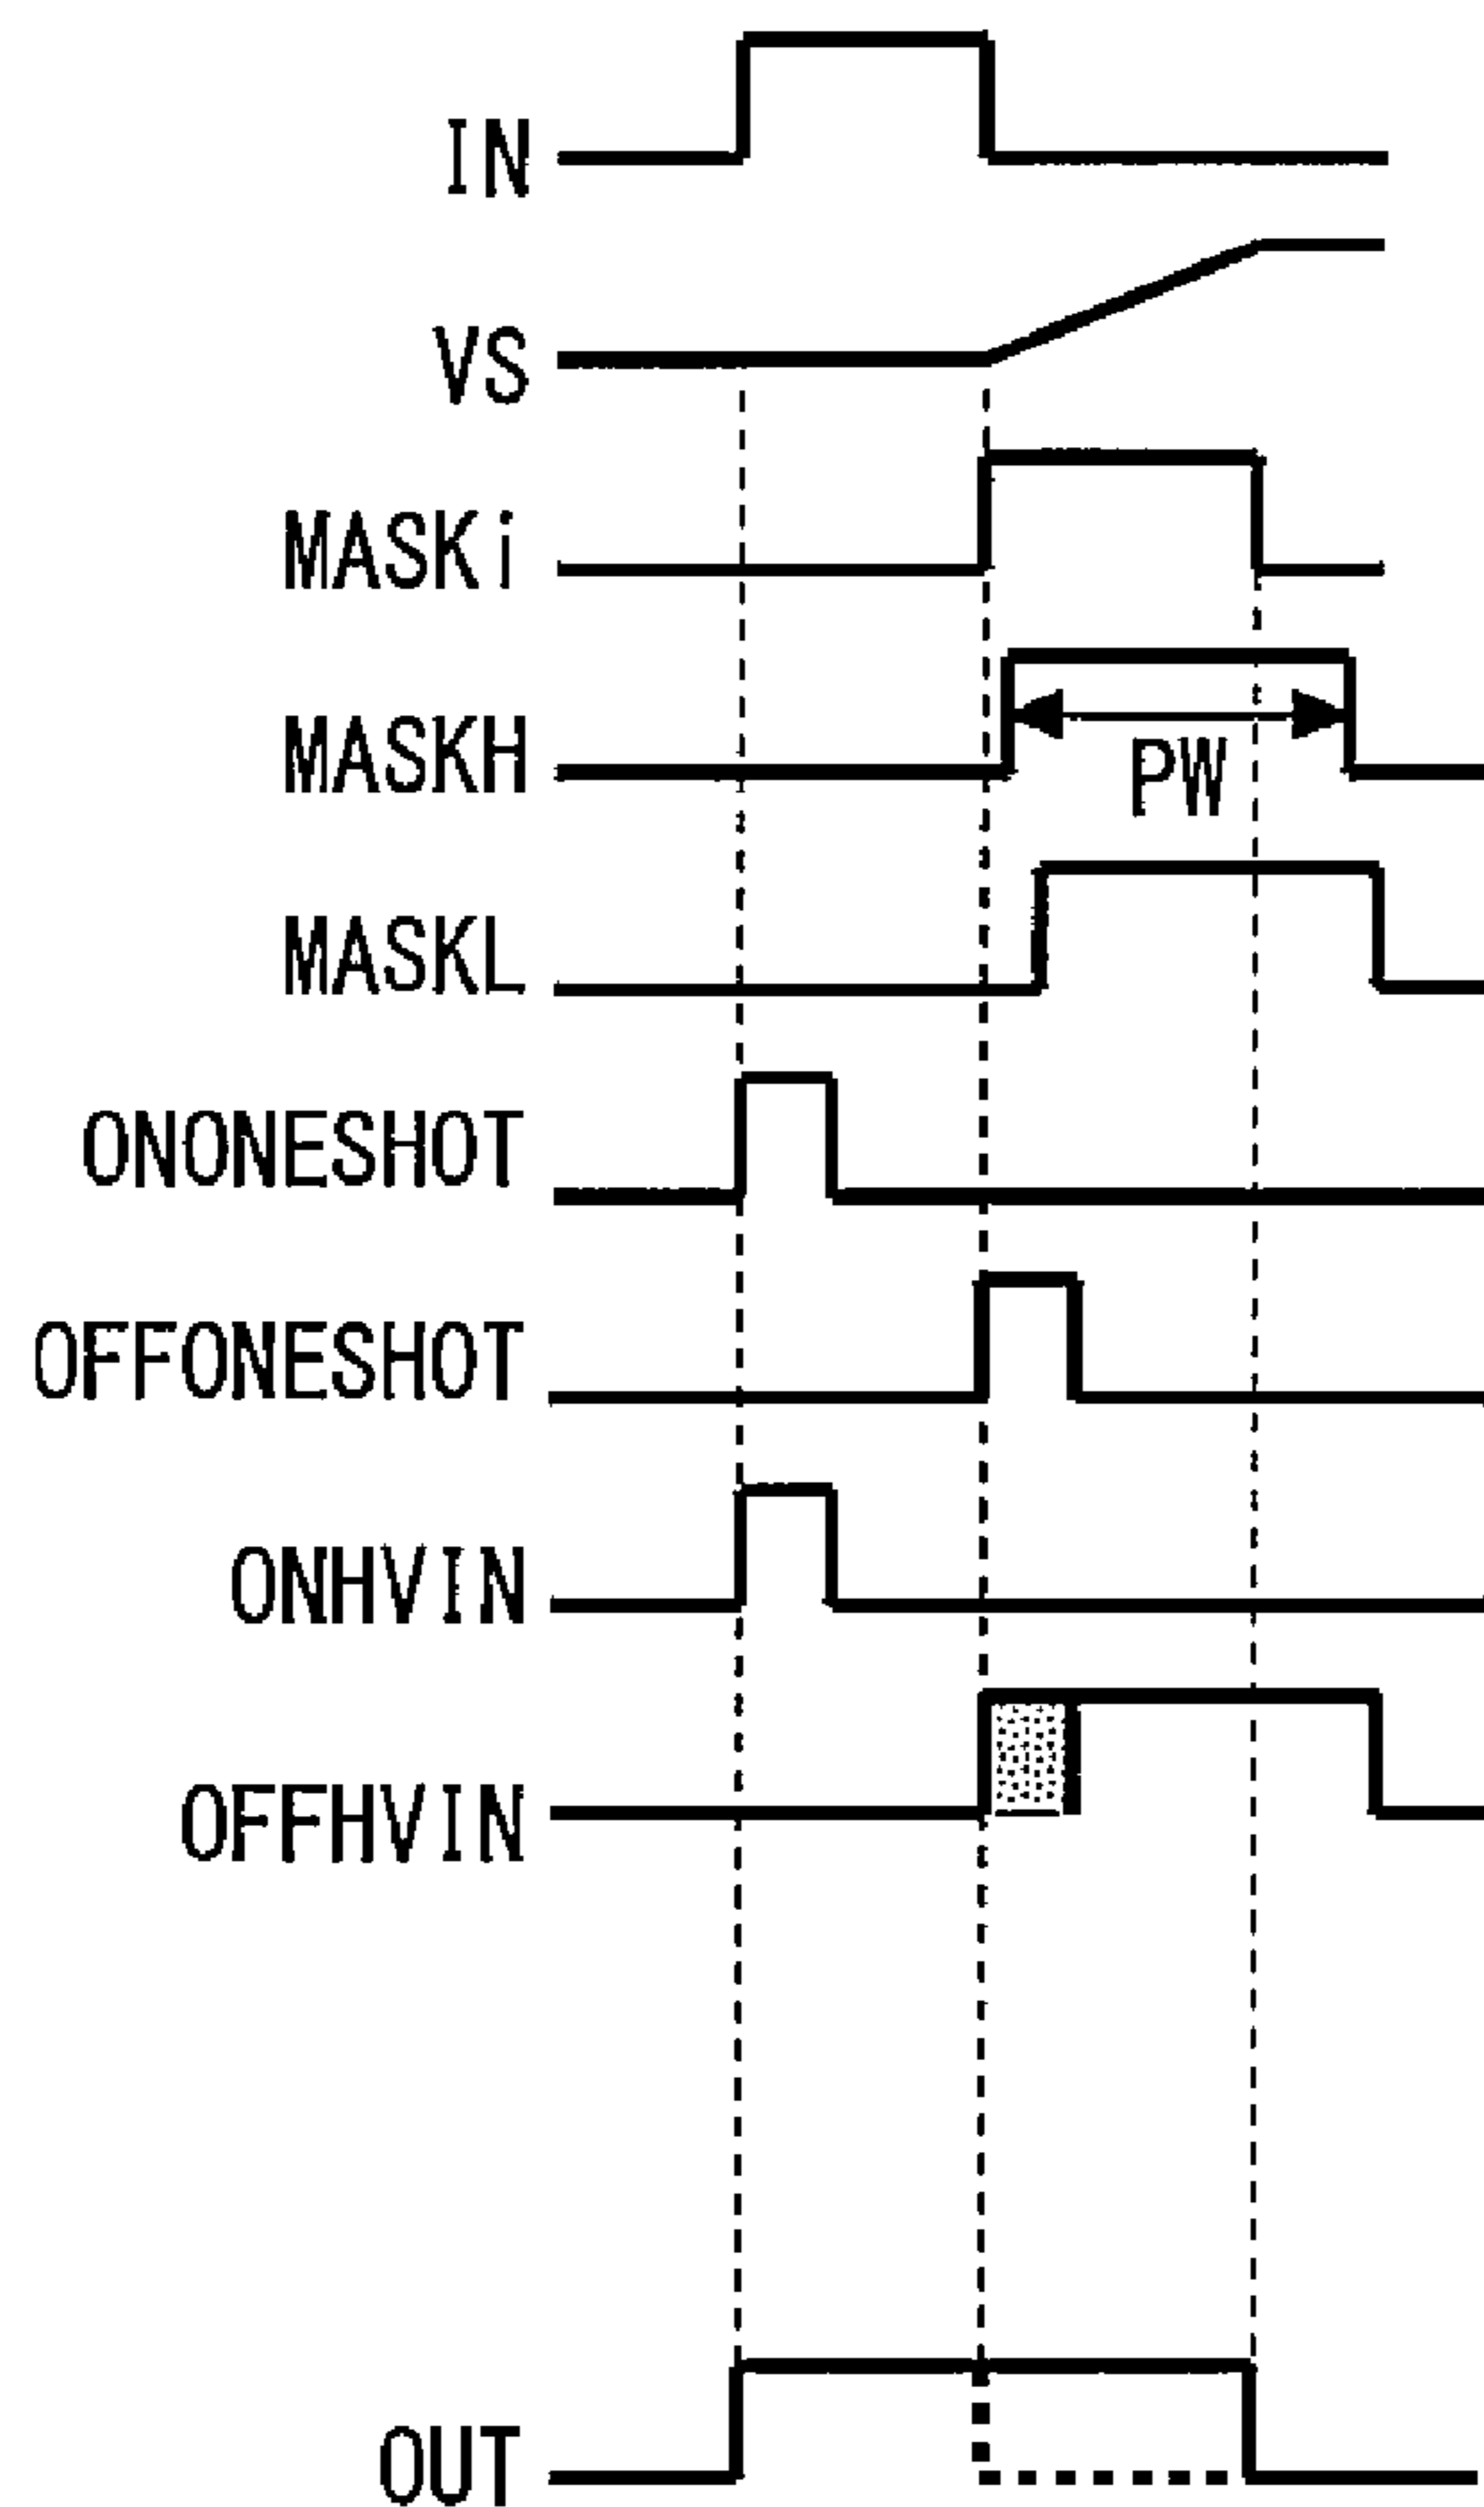 IN
VS
MASKi
MASKH
PW
MASKL
ONONESHOT
OFFONESHOT
ONHVIN
OFFHVIN
OUT